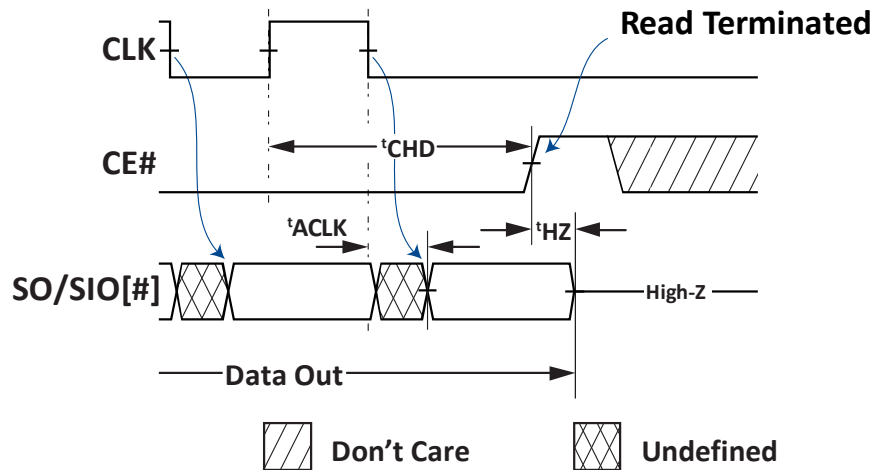 Read Terminated
CLK
tCHD
CE#
tACLK
tHZ
SO/SIO[#]
High-Z
Data Out
Don't Care
Undefined